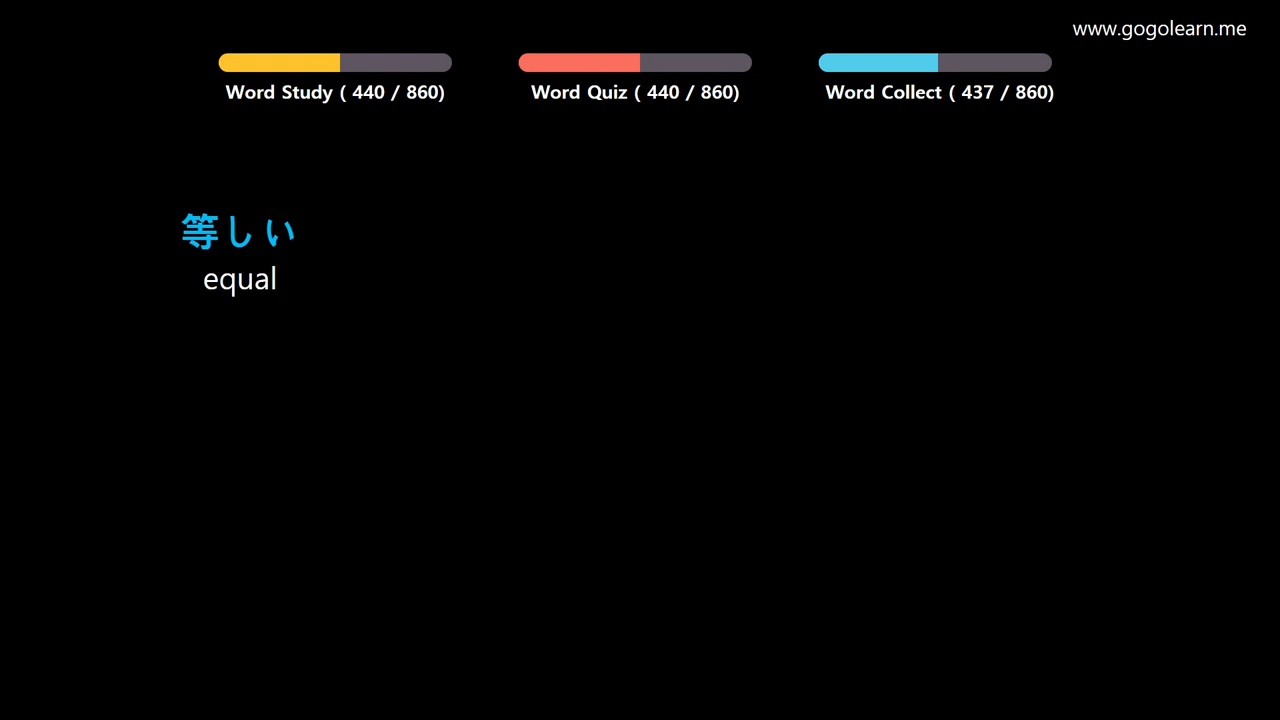 www.gogolearn.me
Word Study ( 440 / 860)
Word Quiz ( 440 / 860)
Word Collect ( 437 / 860)
等しい
equal